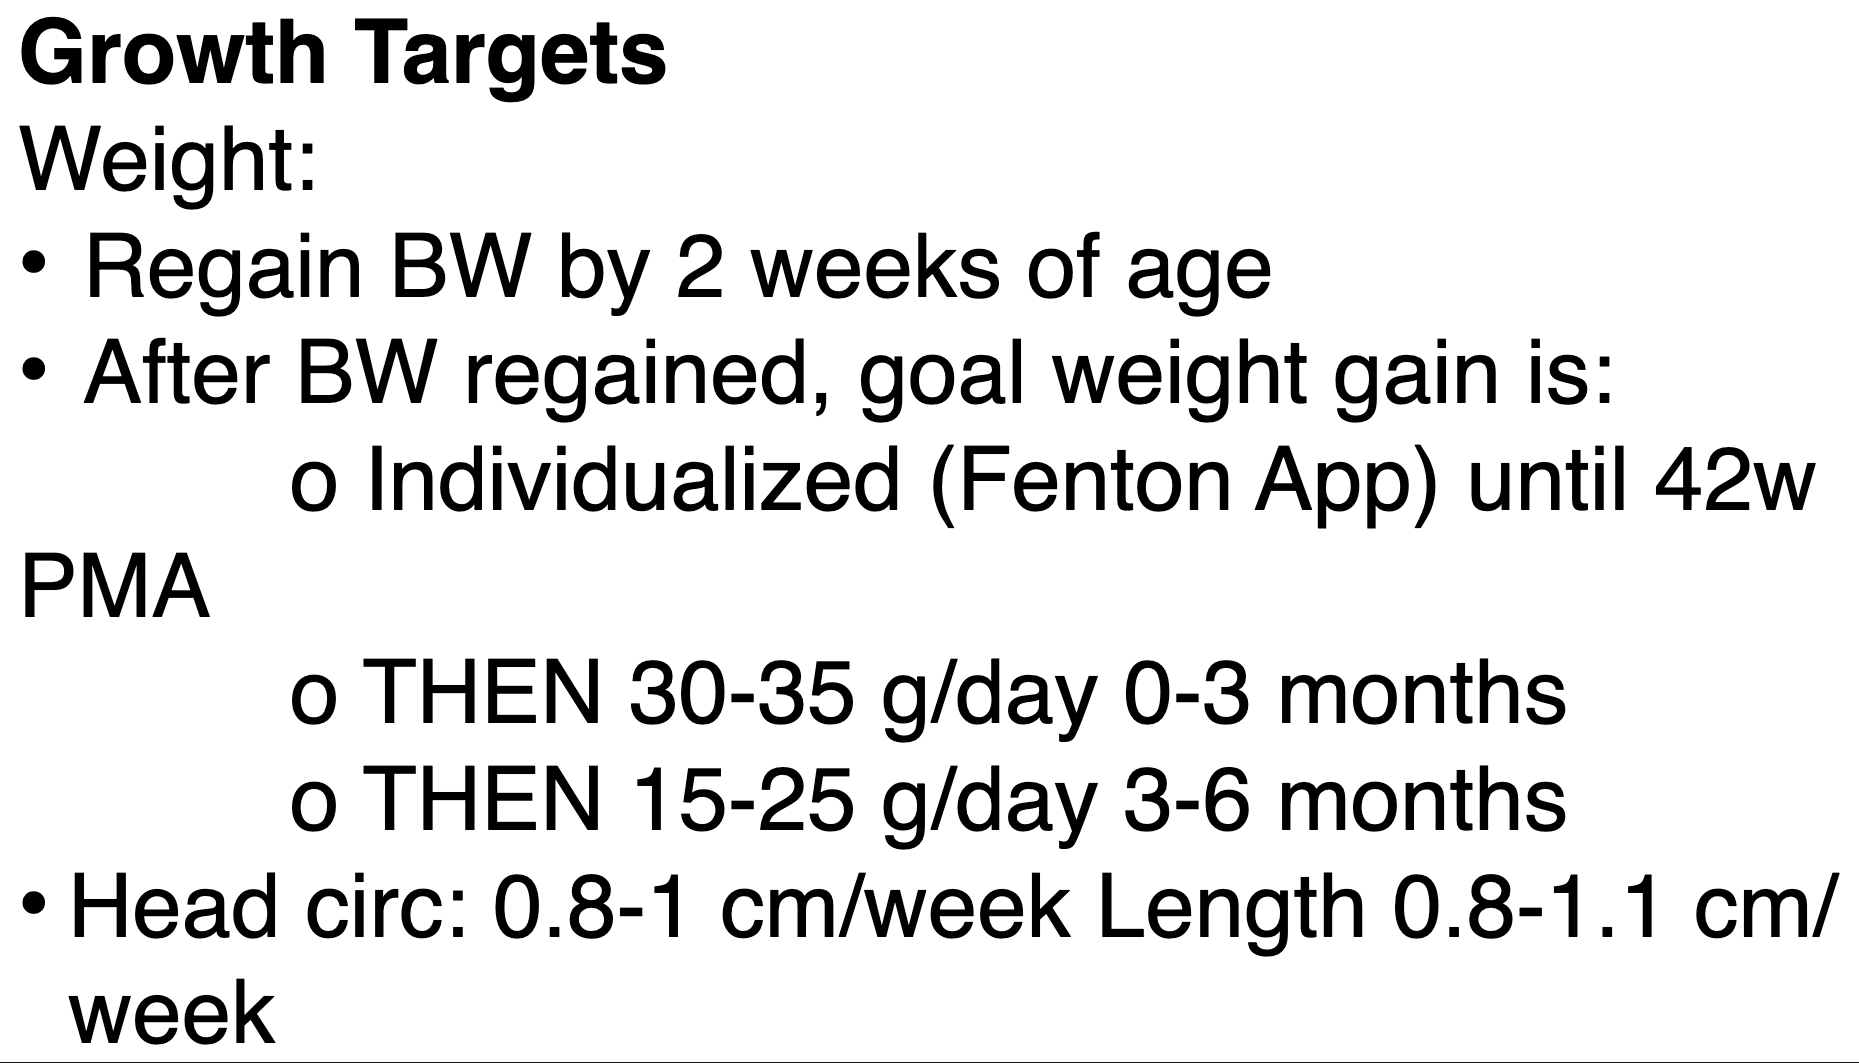 Growth Targets
Weight:
• Regain BW by 2 weeks of age
• After BW regained, goal weight gain is:
o Individualized (Fenton App) until 42w
PMA
o THEN 30-35 g/day 0-3 months
o THEN 15-25 g/day 3-6 months
• Head circ: 0.8-1 cm/week Length 0.8-1.1 cm/
week